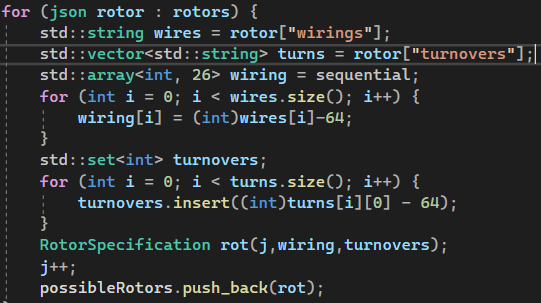 for (json rotor : rotors) {
    std::string wires = rotor["wirings"];
    std::vector<std::string> turns = rotor["turnovers"];
    std::array<int, 26> wiring = sequential;
    for (int i = 0; i < wires.size(); i++) {
        wiring[i] = (int)wires[i]-64;
    }
    std::set<int> turnovers;
    for (int i = 0; i < turns.size(); i++) {
        turnovers.insert((int)turns[i][0] - 64);
    }
    RotorSpecification rot(j,wiring,turnovers);
    j++;
    possibleRotors.push_back(rot);